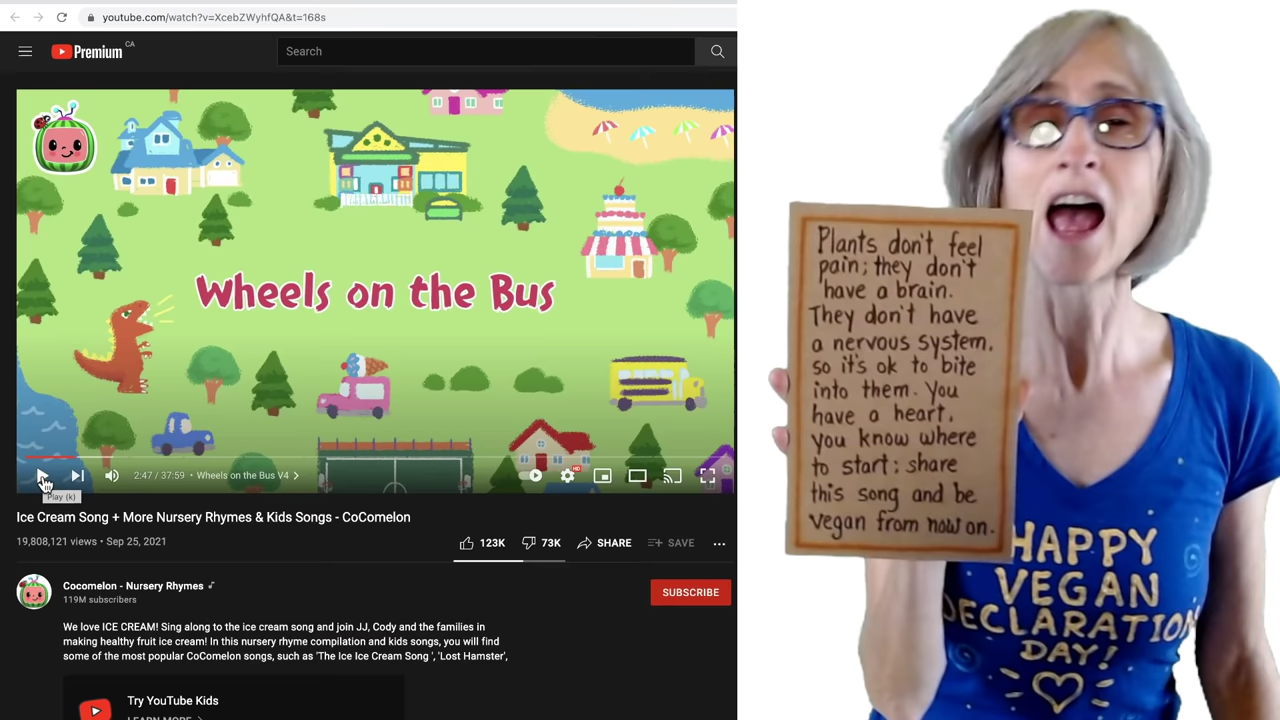 youtube.com/watch?v=XcebZWyhfQA&t=168s
Premium CA
Search
Wheels on the Bus
2:47 / 37:59 • Wheels on the Bus V4
HD
Play (k)
Ice Cream Song + More Nursery Rhymes & Kids Songs - CoComelon
19,808,121 views • Sep 25, 2021
123K
73K
SHARE
SAVE
Cocomelon - Nursery Rhymes
119M subscribers
SUBSCRIBE
We love ICE CREAM! Sing along to the ice cream song and join JJ, Cody and the families in
making healthy fruit ice cream! In this nursery rhyme compilation and kids songs, you will find
some of the most popular CoComelon songs, such as 'The Ice Ice Cream Song ', 'Lost Hamster',
Try YouTube Kids
LEARN MORE
Plants don't feel
pain; they don't
have a brain.
They don't have
a nervous system,
so it's ok to bite
into them. You
have a heart,
you know where
to start: share
this song and be
vegan from now on.
HAPPY
VEGAN
DECLARATION
DAY!